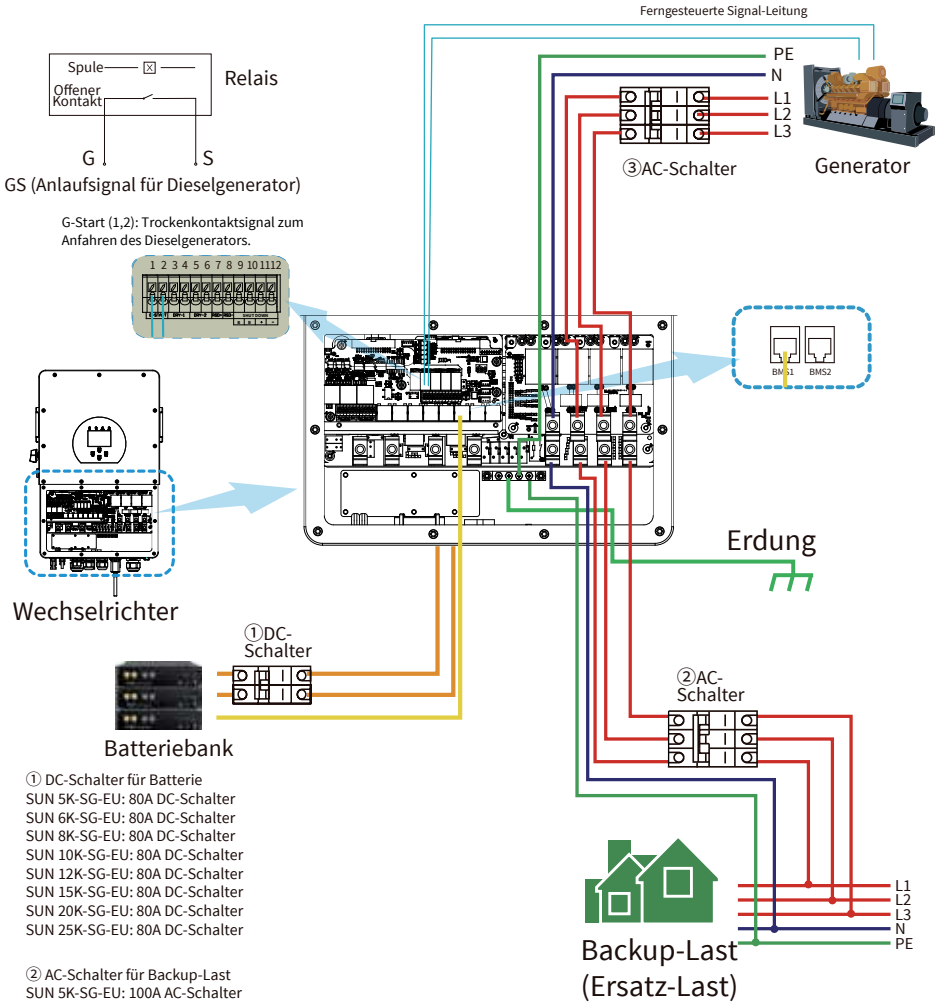 Ferngesteuerte Signal-Leitung
PE
N
L1
L2
L3
③AC-Schalter
Generator
Spule
Offener
Kontakt
Relais
G
S
GS (Anlaufsignal für Dieselgenerator)
G-Start (1,2): Trockenkontaktsignal zum
Anfahren des Dieselgenerators.
1 2 3 4 5 6 7 8 9 10 11 12
BMS1
BMS2
Erdung
Wechselrichter
①DC-
Schalter
②AC-
Schalter
Batteriebank
① DC-Schalter für Batterie
SUN 5K-SG-EU: 80A DC-Schalter
SUN 6K-SG-EU: 80A DC-Schalter
SUN 8K-SG-EU: 80A DC-Schalter
SUN 10K-SG-EU: 80A DC-Schalter
SUN 12K-SG-EU: 80A DC-Schalter
SUN 15K-SG-EU: 80A DC-Schalter
SUN 20K-SG-EU: 80A DC-Schalter
SUN 25K-SG-EU: 80A DC-Schalter
L1
L2
L3
N
PE
Backup-Last
(Ersatz-Last)
② AC-Schalter für Backup-Last
SUN 5K-SG-EU: 100A AC-Schalter